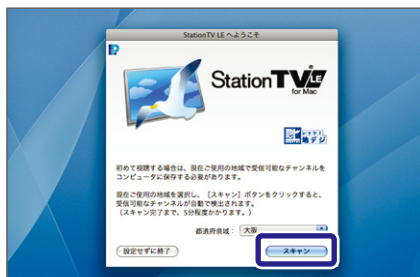 StationTV LE へようこそ
StationTV LE
for Mac
地デジ
初めて視聴する場合は、現在ご使用の地域で受信可能なチャンネルを
コンピュータに保存する必要があります。
現在ご使用の地域を選択し、［スキャン］ボタンをクリックすると、
受信可能なチャンネルが自動で検出されます。
（スキャン完了まで、5分程度かかります。）
都道府県域： 大阪
設定せずに終了
スキャン